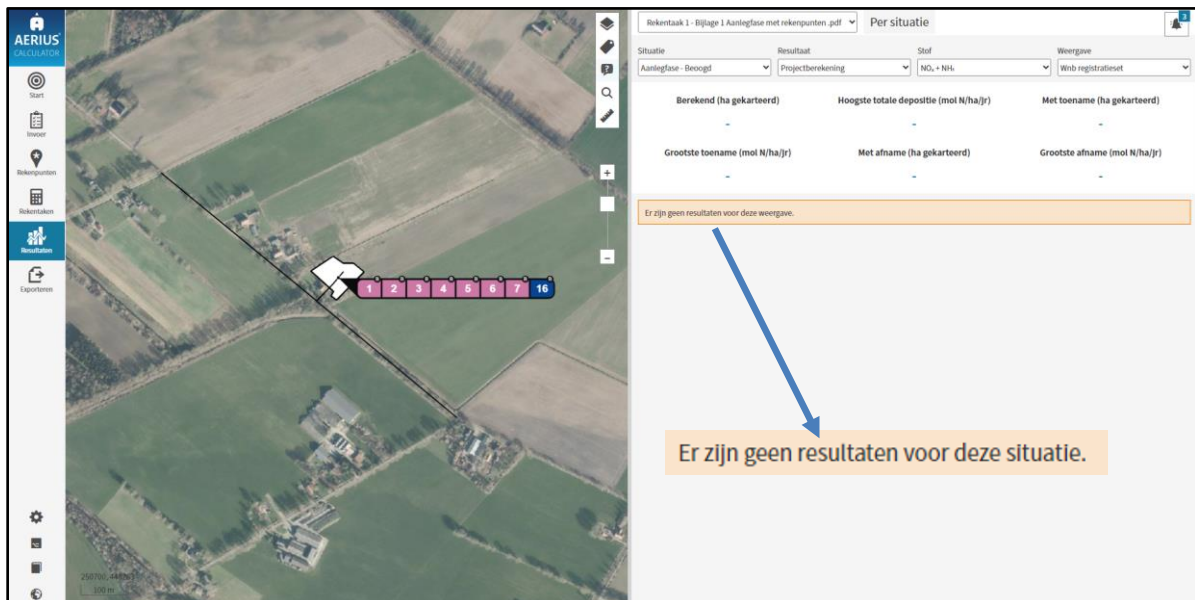 AERIUS
CALCULATOR
Start
Invoer
Rekenpunten
Rekentaken
Resultaten
Exporteren
1 2 3 4 5 6 7 16
100 m
Rekentaak 1 - Bijlage 1 Aanlegfase met rekenpunten .pdf
Per situatie
3
Situatie Resultaat Stof Weergave
Aanlegfase - Beoogd Projectberekening NOₓ + NH₃ Wnb registratieset
Berekend (ha gekarteerd) Hoogste totale depositie (mol N/ha/jr) Met toename (ha gekarteerd)
- - -
Grootste toename (mol N/ha/jr) Met afname (ha gekarteerd) Grootste afname (mol N/ha/jr)
- - -
Er zijn geen resultaten voor deze weergave.
Er zijn geen resultaten voor deze situatie.